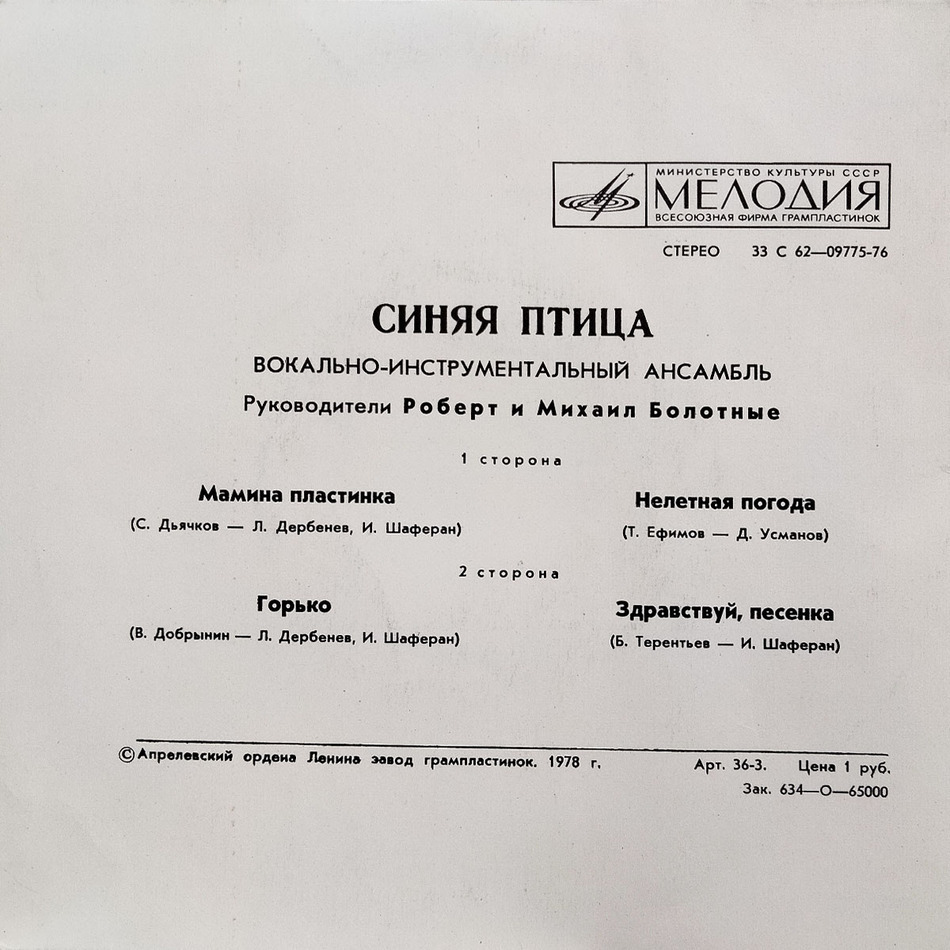 МИНИСТЕРСТВО КУЛЬТУРЫ СССР
МЕЛОДИЯ
ВСЕСОЮЗНАЯ ФИРМА ГРАМПЛАСТИНОК
СТЕРЕО 33 С 62—09775-76
СИНЯЯ ПТИЦА
ВОКАЛЬНО-ИНСТРУМЕНТАЛЬНЫЙ АНСАМБЛЬ
Руководители Роберт и Михаил Болотные
1 сторона
Мамина пластинка
(С. Дьячков — Л. Дербенев, И. Шаферан)
Нелетная погода
(Т. Ефимов — Д. Усманов)
2 сторона
Горько
(В. Добрынин — Л. Дербенев, И. Шаферан)
Здравствуй, песенка
(Б. Терентьев — И. Шаферан)
© Апрелевский ордена Ленина завод грампластинок. 1978 г. Арт. 36-3. Цена 1 руб.
Зак. 634—О—65000